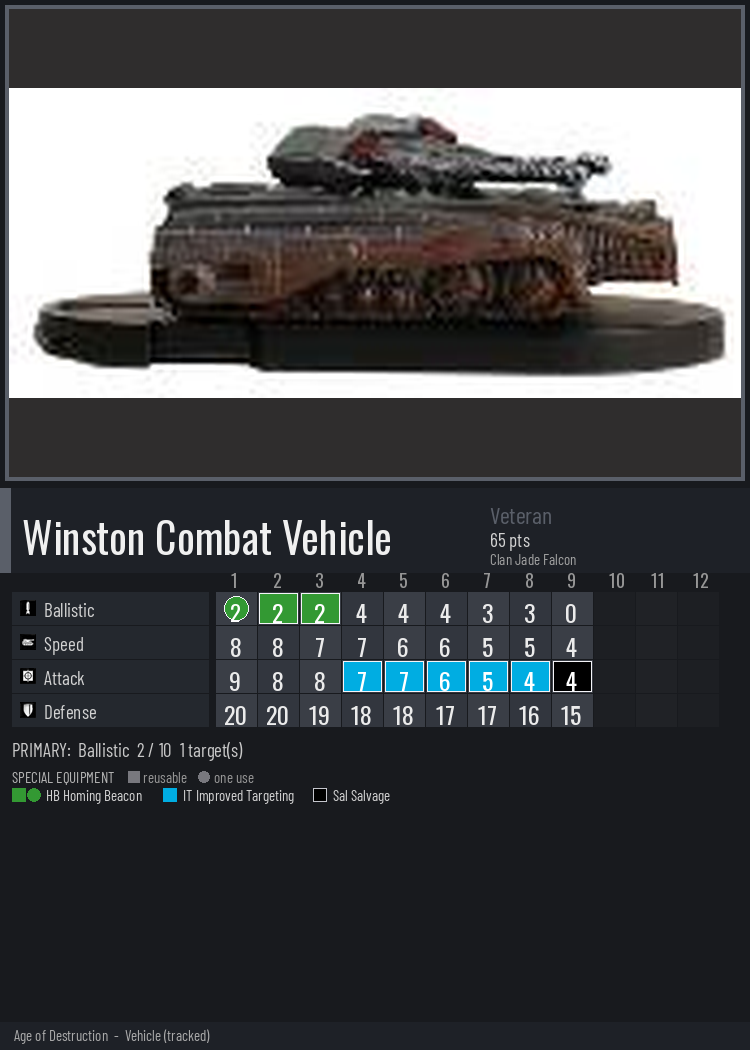 Winston Combat Vehicle
Veteran
65 pts
Clan Jade Falcon
1 2 3 4 5 6 7 8 9 10 11 12
Ballistic 2 2 2 4 4 4 3 3 0
Speed 8 8 7 7 6 6 5 5 4
Attack 9 8 8 7 7 6 5 4 4
Defense 20 20 19 18 18 17 17 16 15
PRIMARY: Ballistic 2 / 10 1 target(s)
SPECIAL EQUIPMENT reusable one use
HB Homing Beacon IT Improved Targeting Sal Salvage
Age of Destruction - Vehicle (tracked)